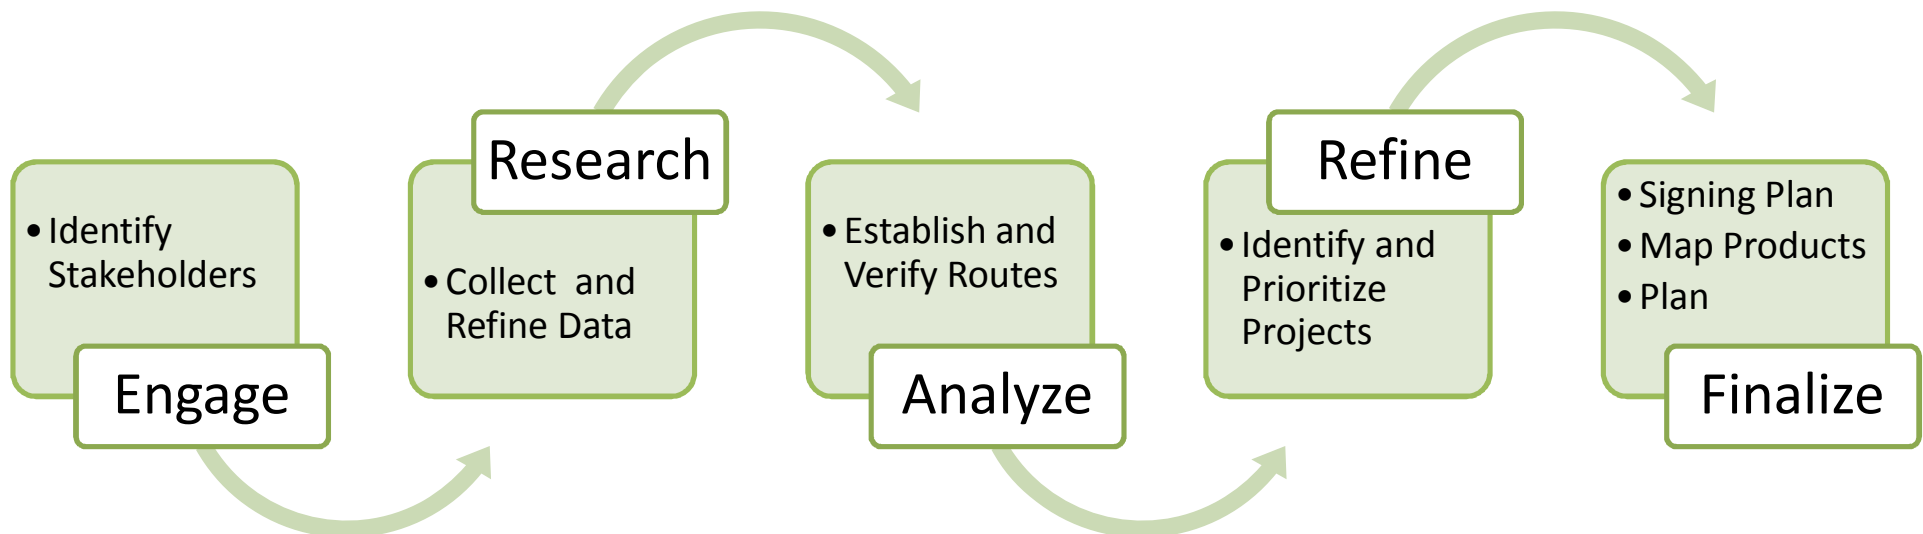 • Identify
Stakeholders
Engage
Research
• Collect and
Refine Data
• Establish and
Verify Routes
Analyze
Refine
• Identify and
Prioritize
Projects
• Signing Plan
• Map Products
• Plan
Finalize